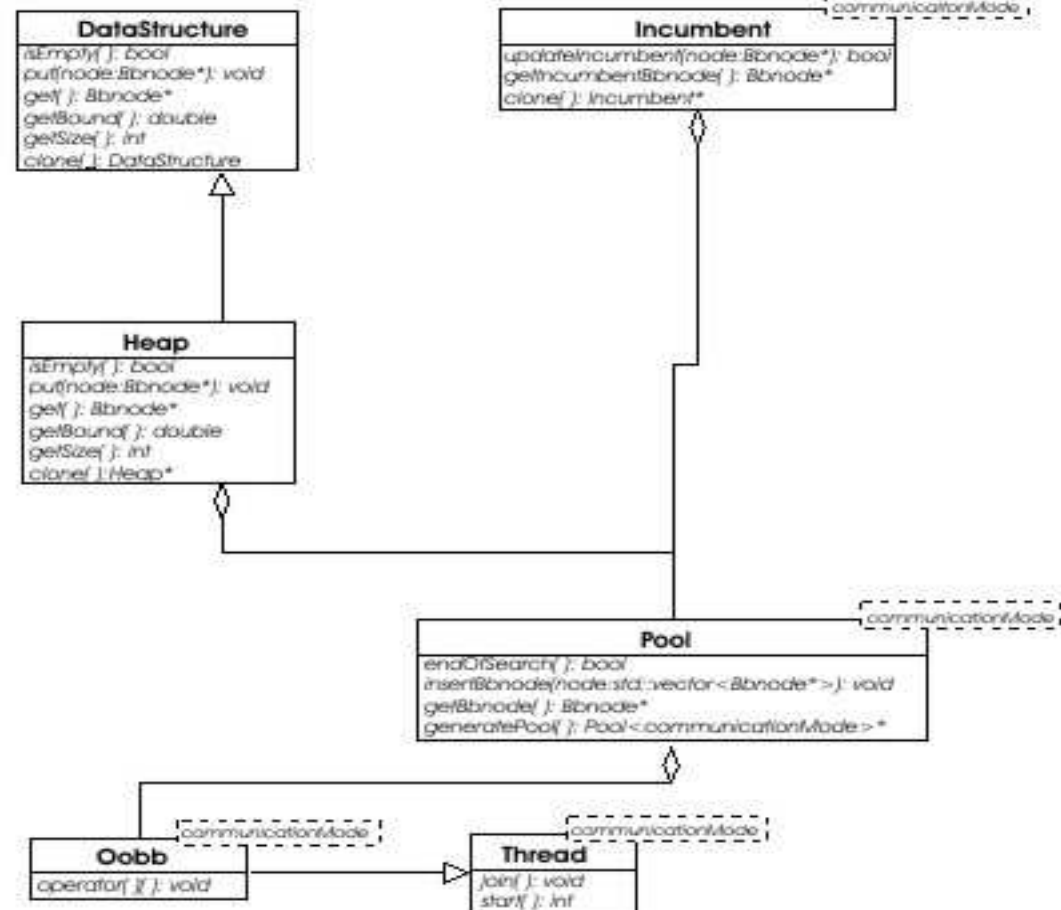 DataStructure
isEmpty( ): bool
put(node:Bbnode*): void
get( ): Bbnode*
getBound( ): double
getSize( ): int
clone( ): DataStructure
communicationMode
Incumbent
updateIncumbent(node:Bbnode*): bool
getIncumbentBbnode( ): Bbnode*
clone( ): Incumbent*
Heap
isEmpty( ): bool
put(node:Bbnode*): void
get( ): Bbnode*
getBound( ): double
getSize( ): int
clone( ):Heap*
communicationMode
Pool
endOfSearch( ): bool
insertBbnode(node:std::vector<Bbnode*>): void
getBbnode( ): Bbnode*
generatePool( ): Pool<communicationMode>*
communicationMode
Oobb
operator( )( ): void
communicationMode
Thread
join( ): void
start( ): int